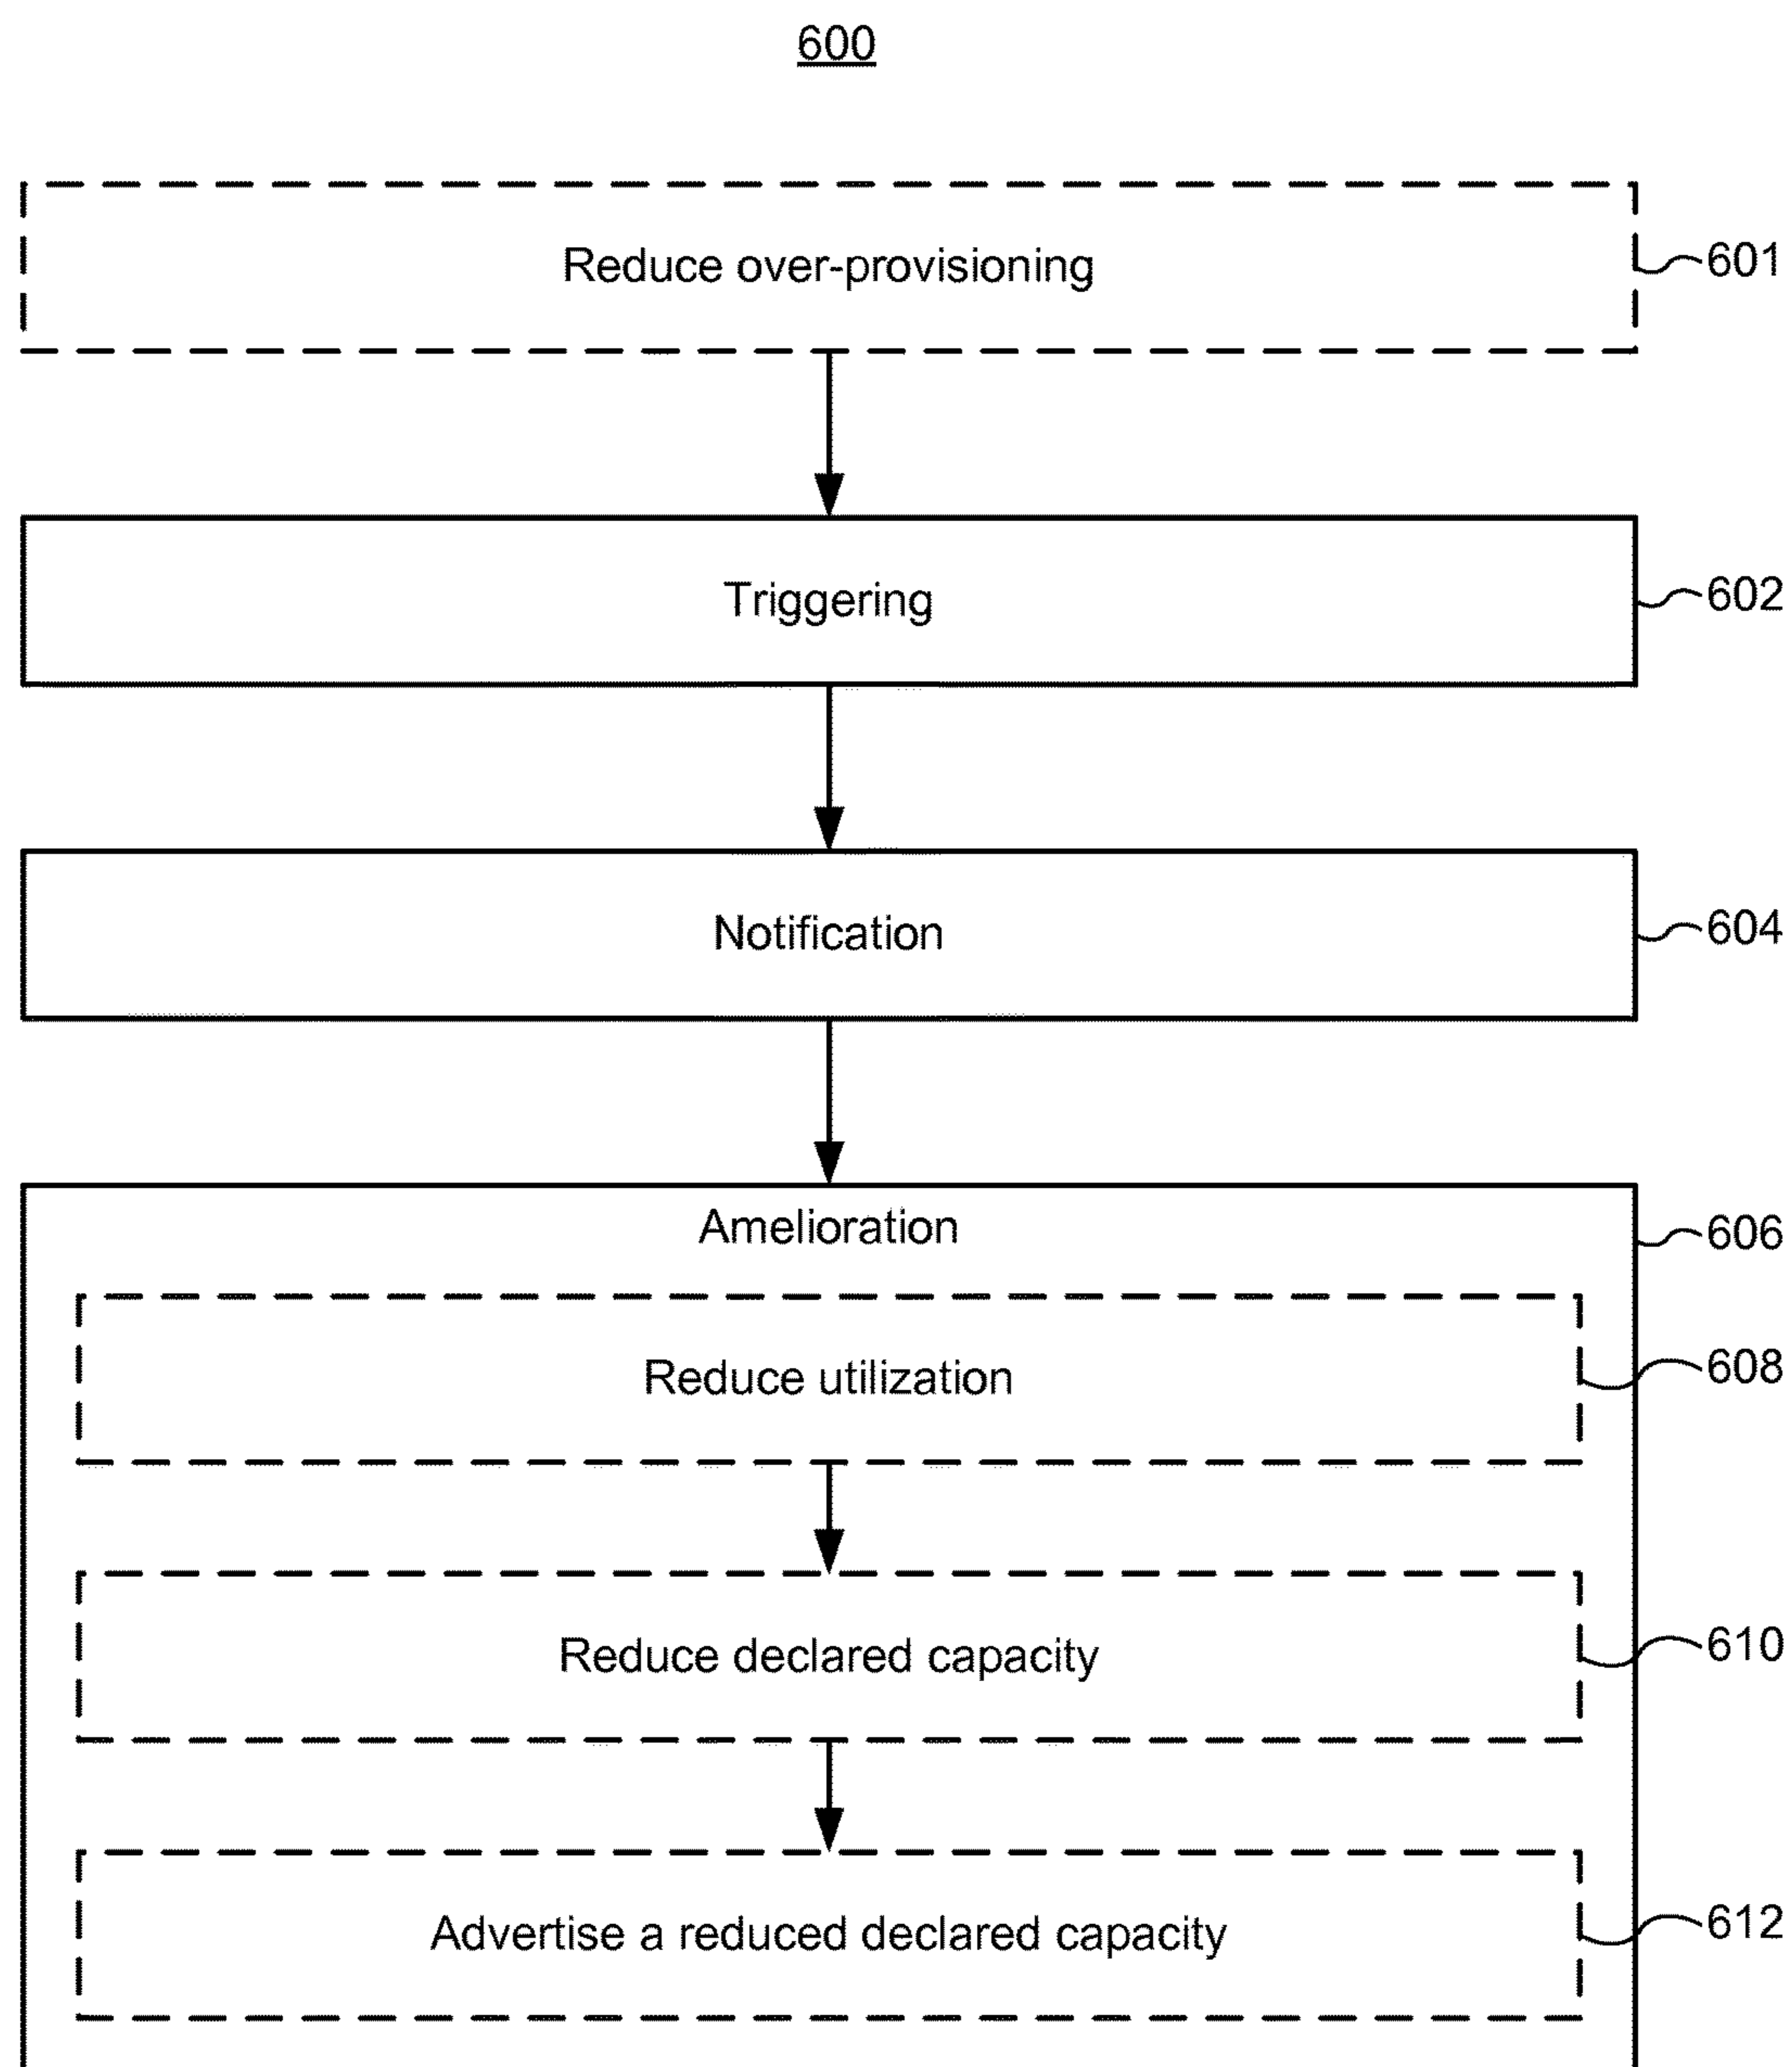 600
Reduce over-provisioning
601
Triggering
602
Notification
604
Amelioration
606
Reduce utilization
608
Reduce declared capacity
610
Advertise a reduced declared capacity
612